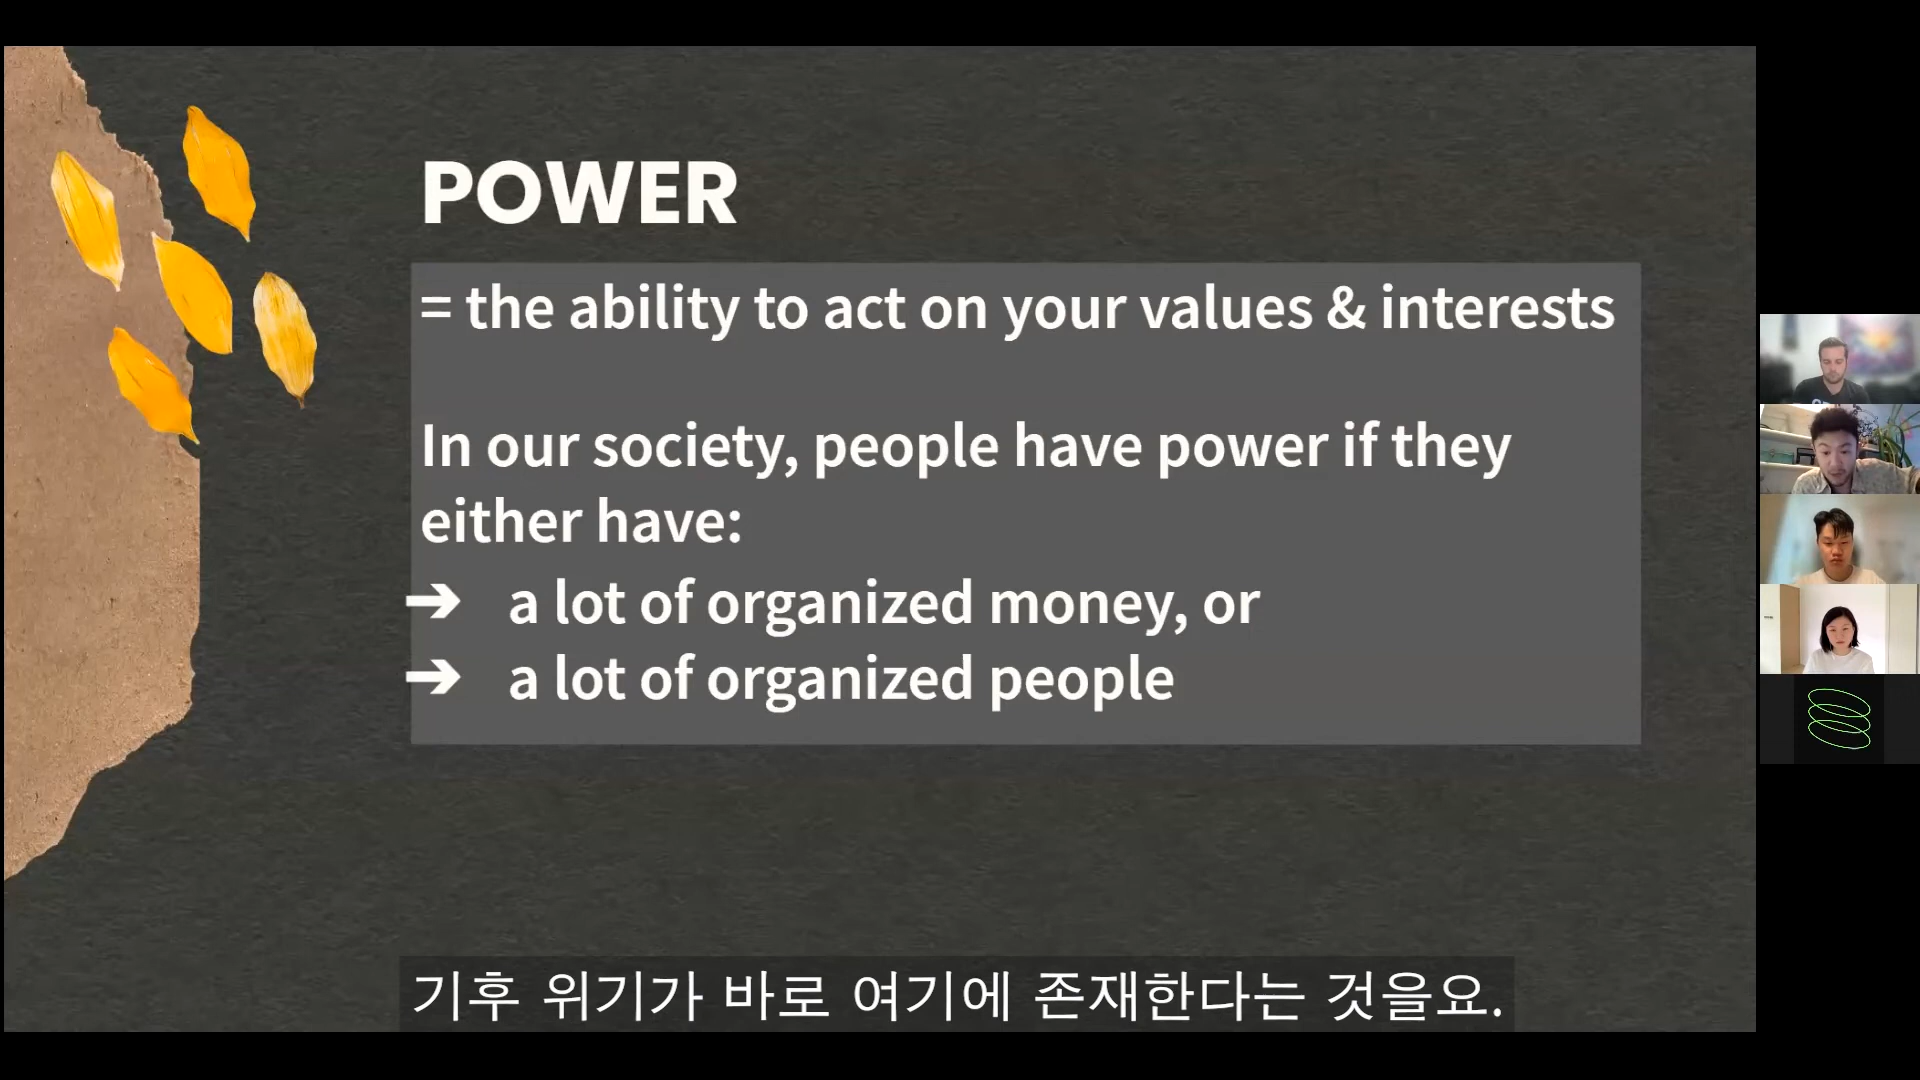 POWER
= the ability to act on your values & interests
In our society, people have power if they
either have:
➔ a lot of organized money, or
➔ a lot of organized people
기후 위기가 바로 여기에 존재한다는 것을요.